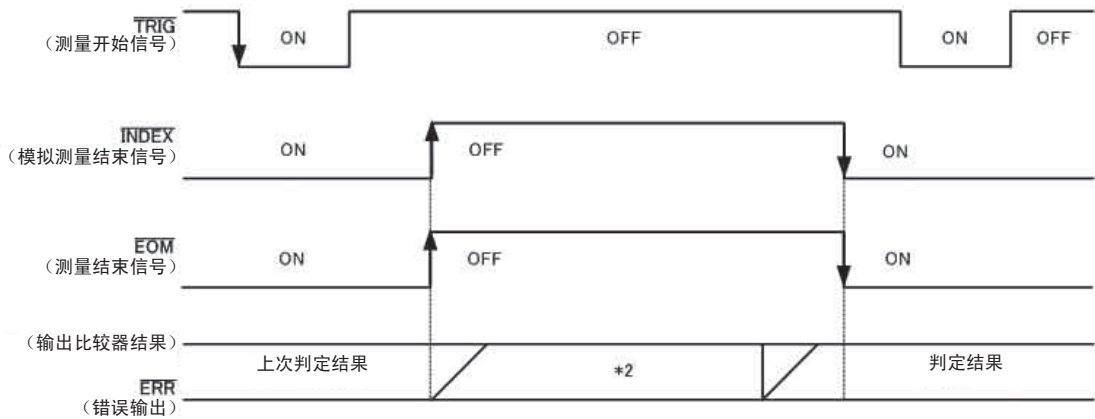 TRIG
（测量开始信号）
ON
OFF
ON
OFF
INDEX
（模拟测量结束信号）
ON
OFF
ON
EOM
（测量结束信号）
ON
OFF
ON
（输出比较器结果）
上次判定结果
*2
判定结果
ERR
（错误输出）